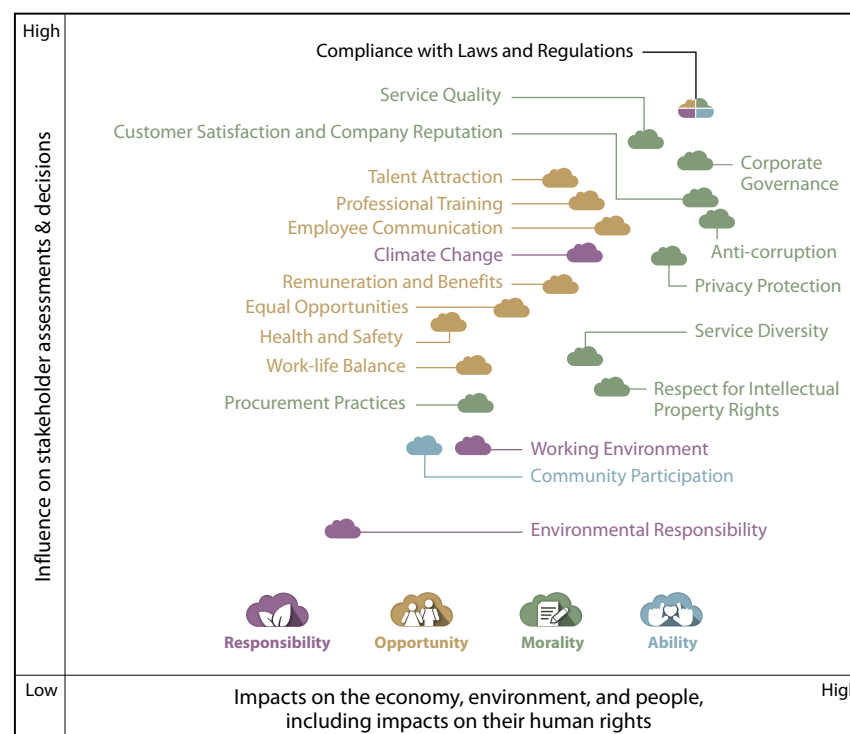 High
Compliance with Laws and Regulations
Service Quality
Customer Satisfaction and Company Reputation
Corporate
Governance
Talent Attraction
Professional Training
Employee Communication
Anti-corruption
Climate Change
Remuneration and Benefits
Privacy Protection
Equal Opportunities
Health and Safety
Service Diversity
Work-life Balance
Respect for Intellectual
Property Rights
Procurement Practices
Working Environment
Community Participation
Environmental Responsibility
Influence on stakeholder assessments & decisions
Responsibility
Opportunity
Morality
Ability
Low
Impacts on the economy, environment, and people,
including impacts on their human rights
High